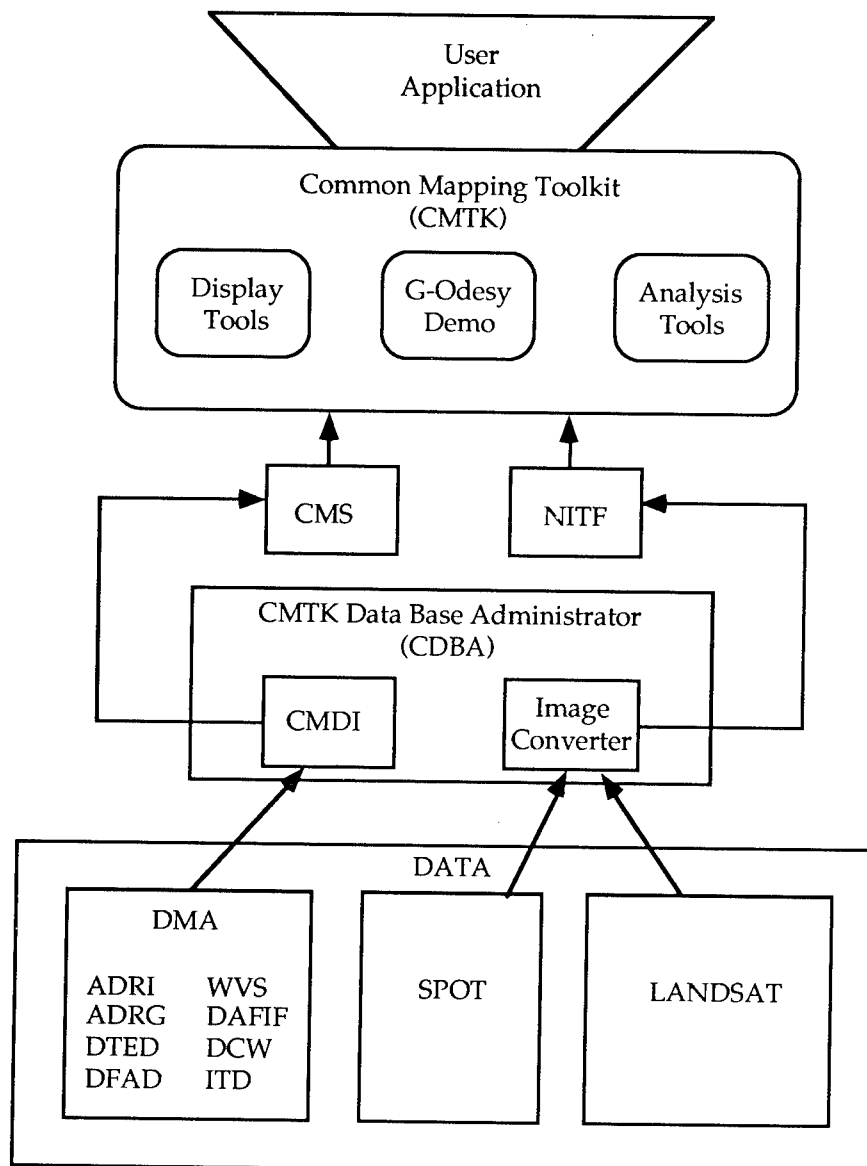 User
Application
Common Mapping Toolkit
(CMTK)
Display
Tools
G-Odesy
Demo
Analysis
Tools
CMS
NITF
CMTK Data Base Administrator
(CDBA)
CMDI
Image
Converter
DATA
DMA
ADRI WVS
ADRG DAFIF
DTED DCW
DFAD ITD
SPOT
LANDSAT